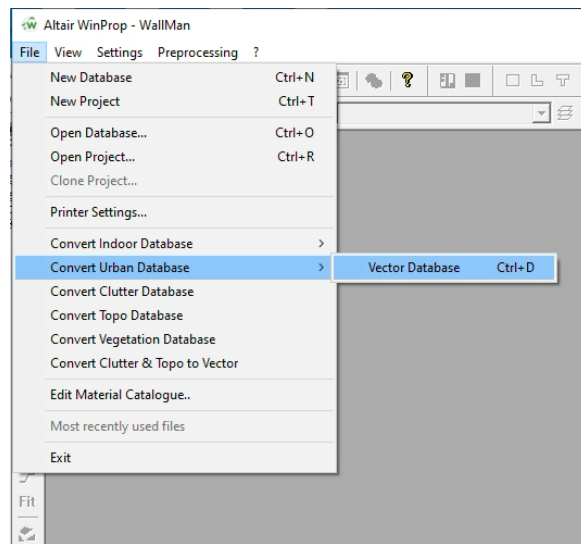 Altair WinProp - WallMan
File View Settings Preprocessing ?
New Database Ctrl+N
New Project Ctrl+T
Open Database... Ctrl+O
Open Project... Ctrl+R
Clone Project...
Printer Settings...
Convert Indoor Database
Convert Urban Database
Vector Database Ctrl+D
Convert Clutter Database
Convert Topo Database
Convert Vegetation Database
Convert Clutter & Topo to Vector
Edit Material Catalogue..
Most recently used files
Exit
Fit